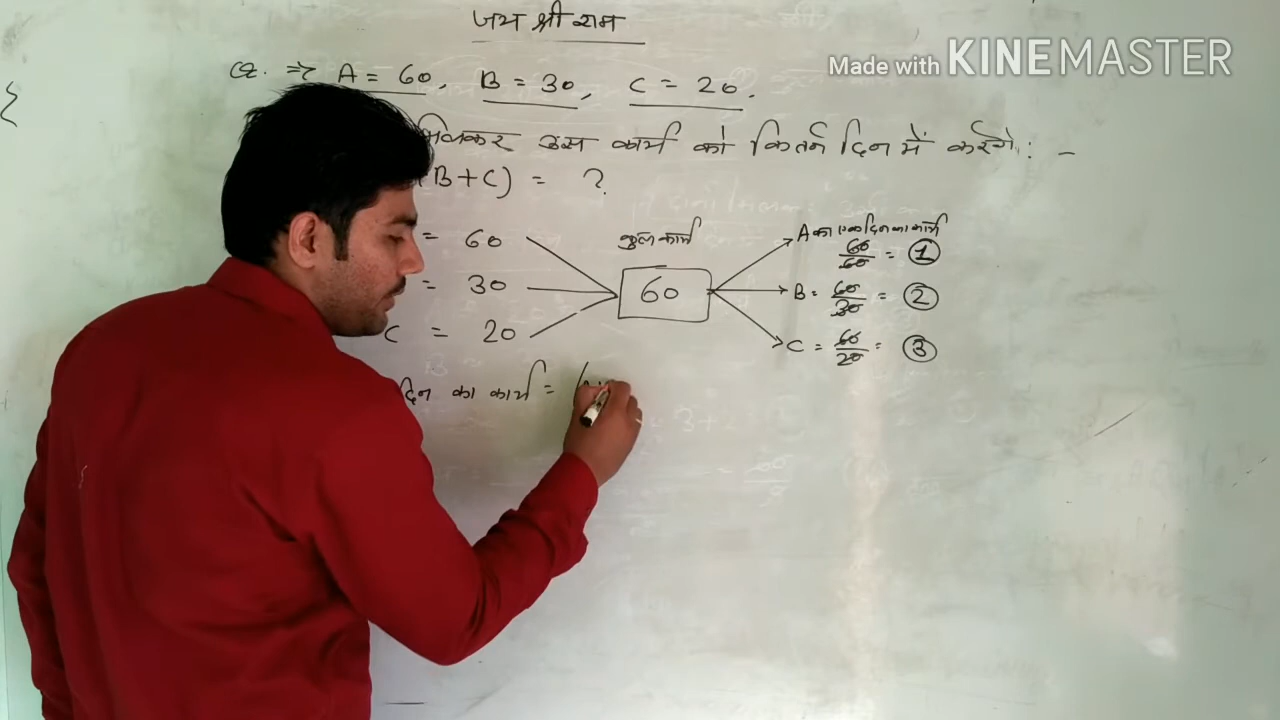 जय श्री राम
Made with KINEMASTER
Q. ⇒ A = 60, B = 30, C = 20.
मिलकर उस कार्य को कितने दिन में करेंगे : -
(B+C) = ?
= 60
= 30
C = 20
कुल कार्य
60
A का एक दिन का कार्य
60/60 = 1
B = 60/30 = 2
C = 60/20 = 3
दिन का कार्य =